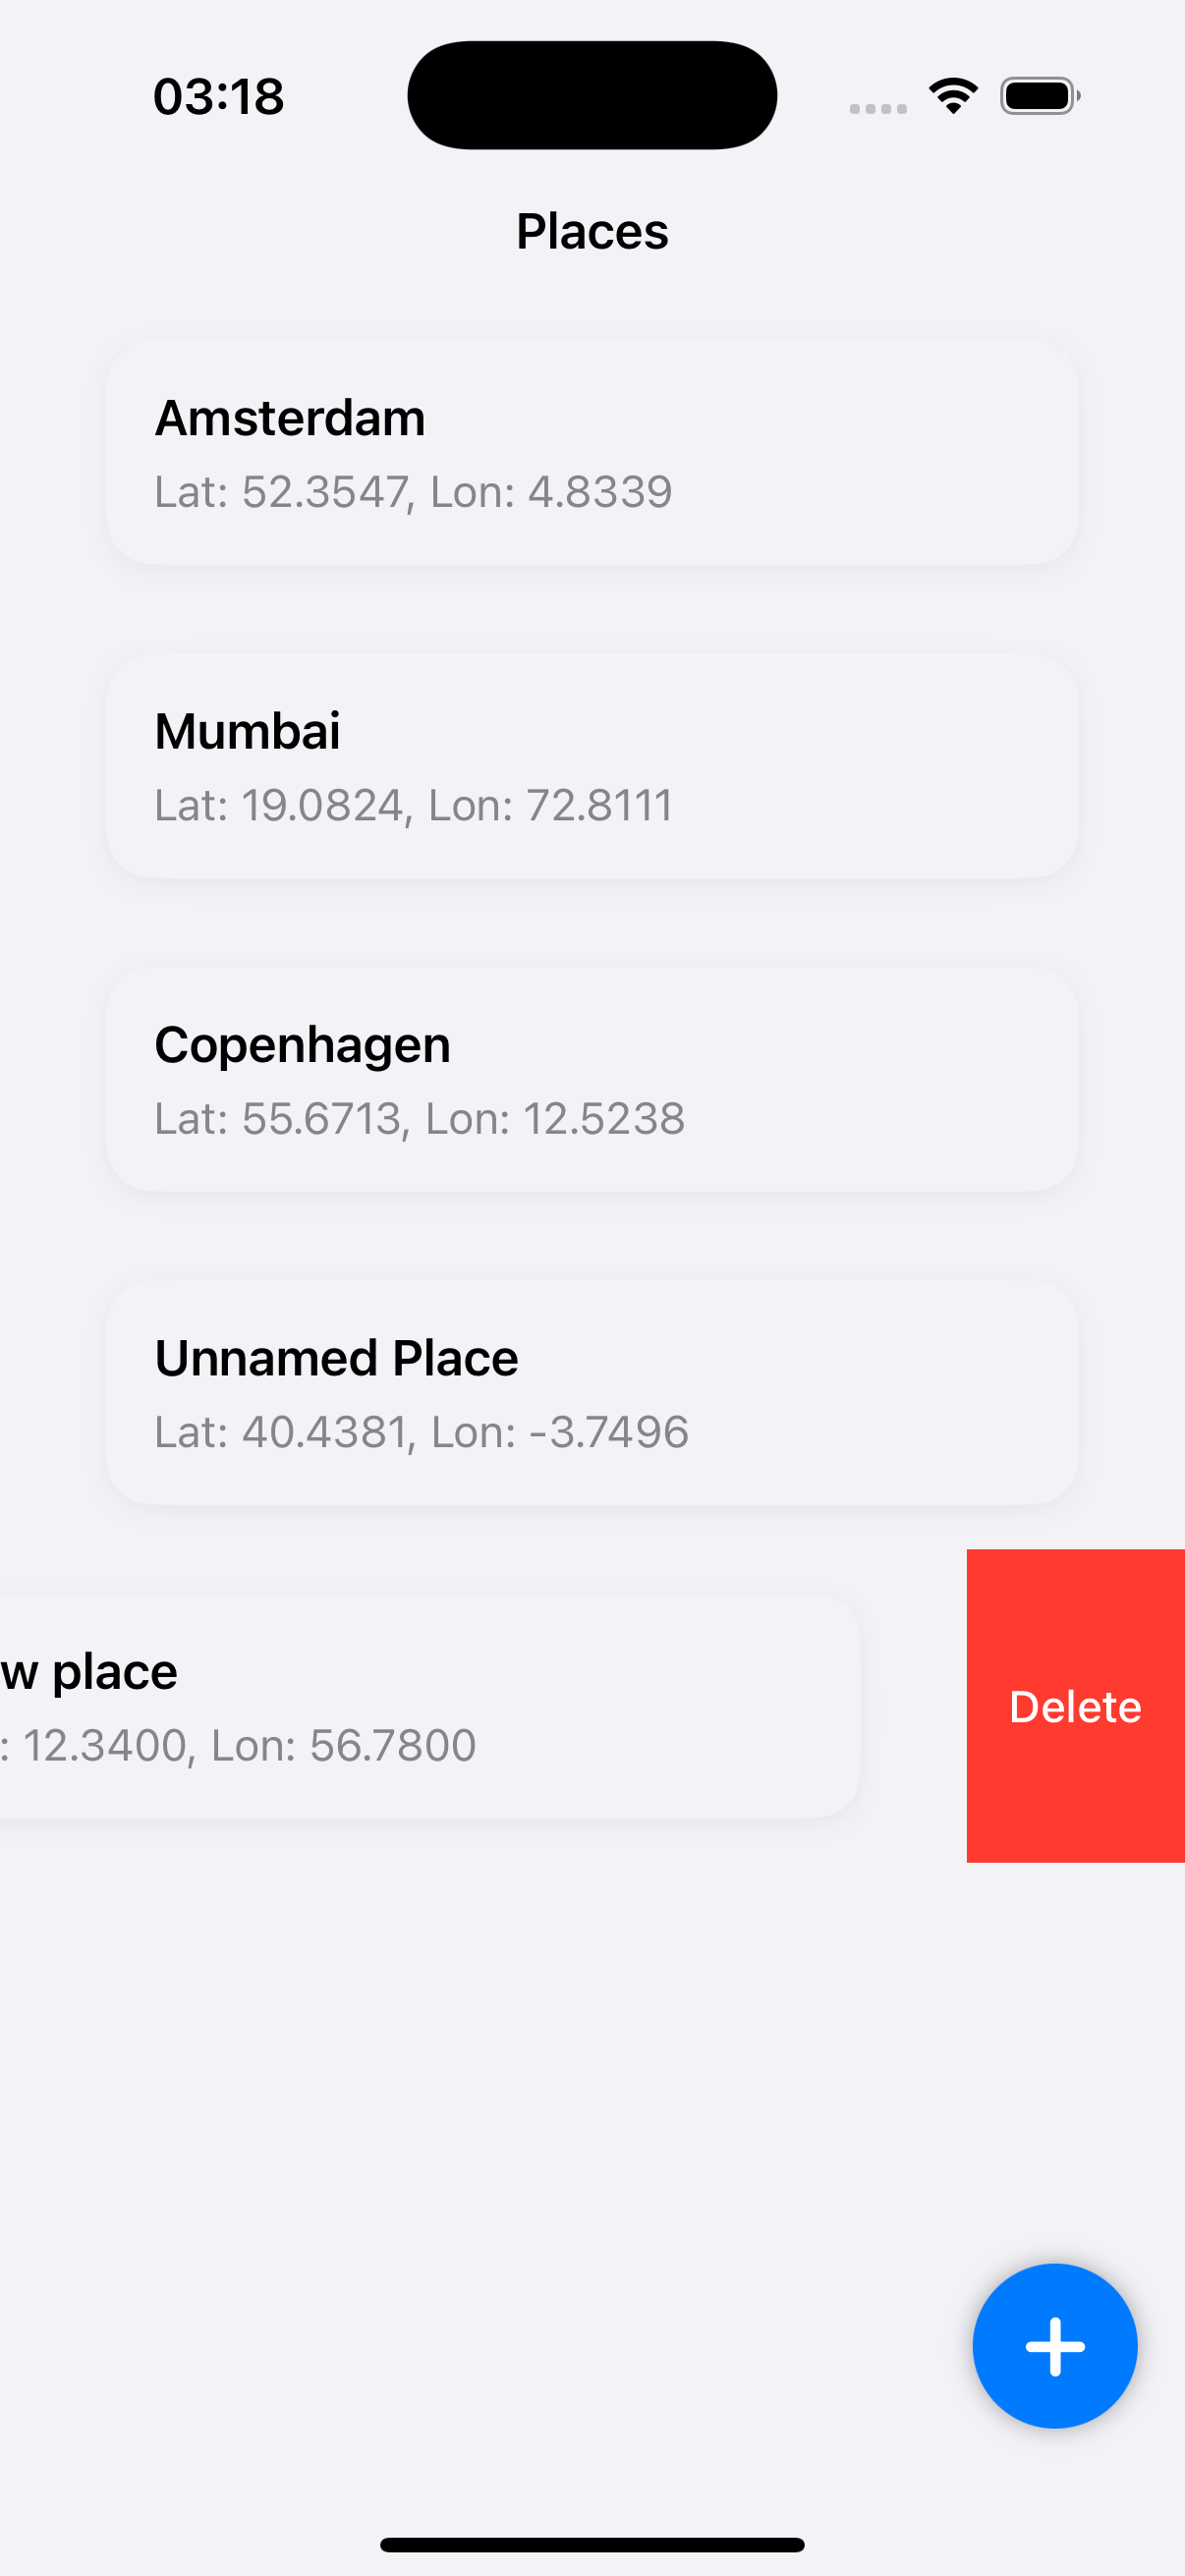 03:18
Places
Amsterdam
Lat: 52.3547, Lon: 4.8339
Mumbai
Lat: 19.0824, Lon: 72.8111
Copenhagen
Lat: 55.6713, Lon: 12.5238
Unnamed Place
Lat: 40.4381, Lon: -3.7496
w place
: 12.3400, Lon: 56.7800
Delete